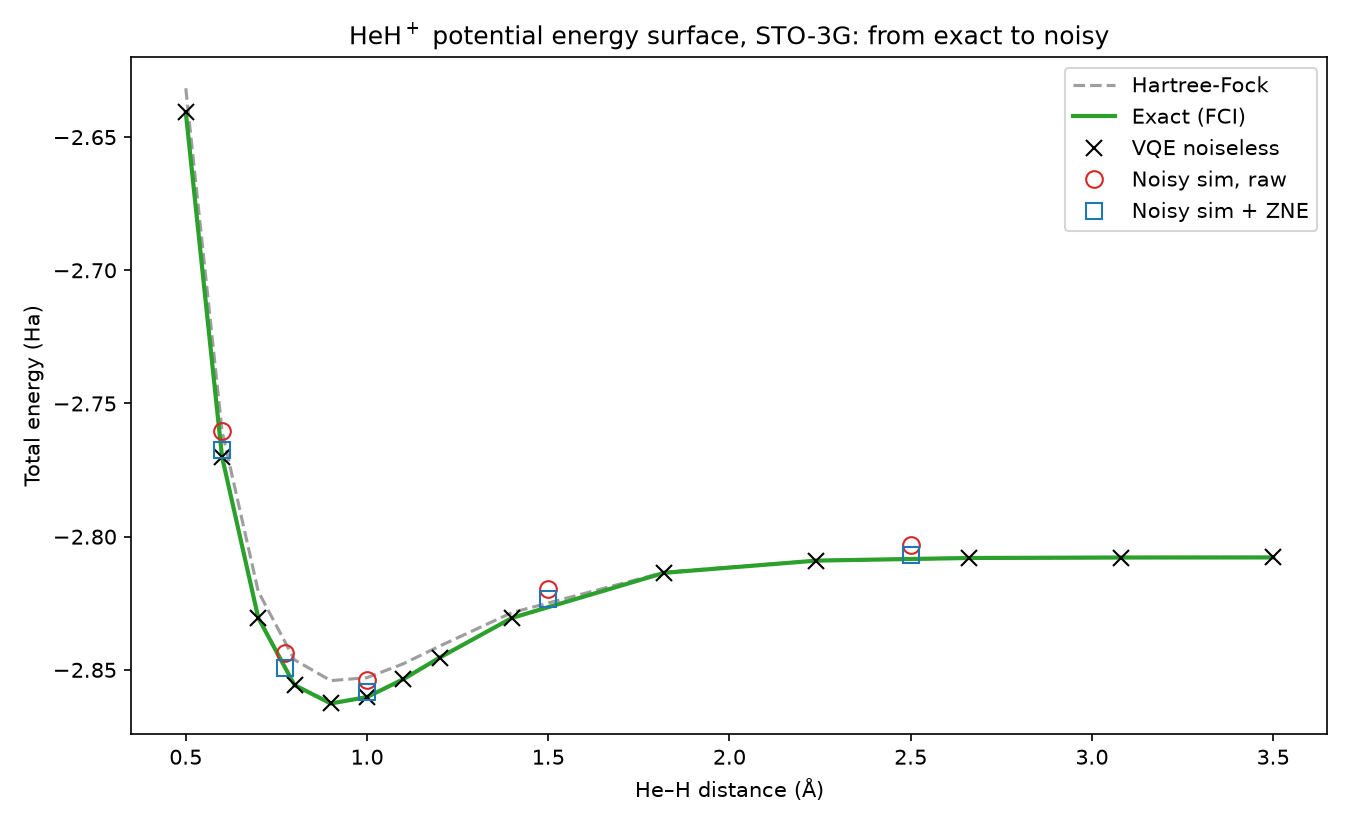 HeH⁺ potential energy surface, STO-3G: from exact to noisy
Hartree-Fock
Exact (FCI)
VQE noiseless
Noisy sim, raw
Noisy sim + ZNE
Total energy (Ha)
−2.65
−2.70
−2.75
−2.80
−2.85
0.5 1.0 1.5 2.0 2.5 3.0 3.5
He–H distance (Å)